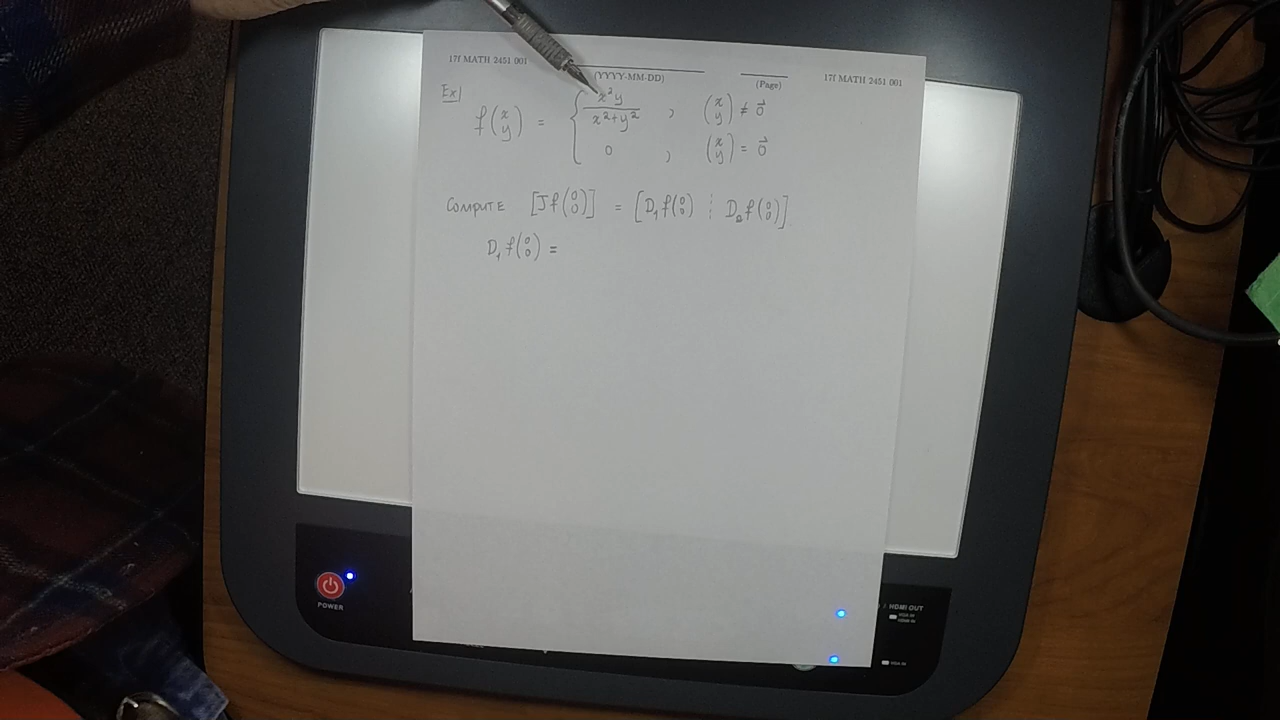 17f MATH 2451 001 (YYYY-MM-DD) (Page) 17f MATH 2451 001
Ex|
f(x y) = { x²y / x²+y² , (x y) ≠ 0⃗
0 , (x y) = 0⃗
COMPUTE [Jf(0 0)] = [D₁f(0 0) ⋮ D₂f(0 0)]
D₁f(0 0) =
POWER
/ HDMI OUT